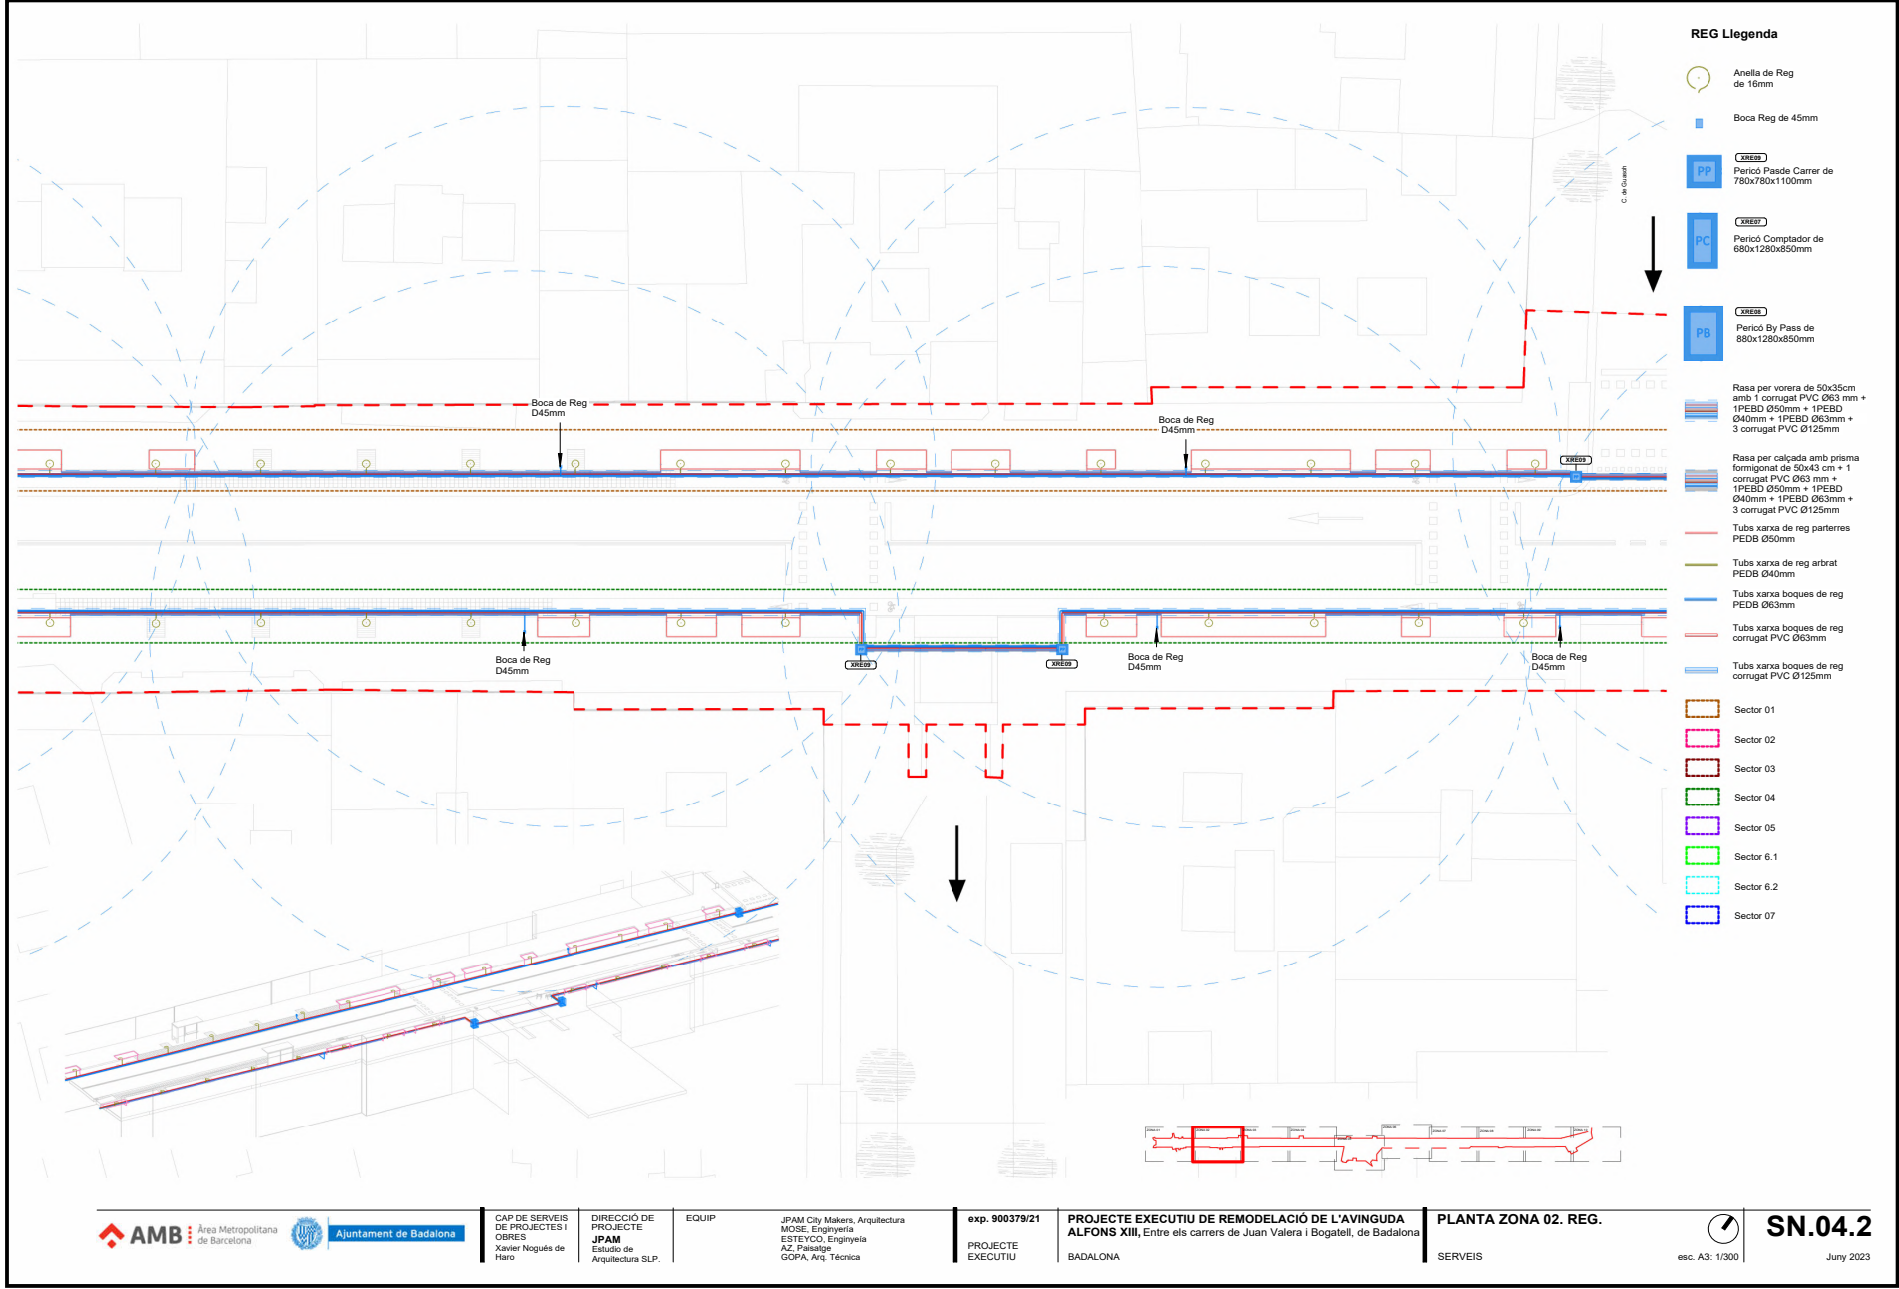 REG Llegenda
Anella de Reg
de 16mm
Boca Reg de 45mm
XRE09
PP
Pericó Pasde Carrer de
780x780x1100mm
XRE07
PC
Pericó Comptador de
680x1280x850mm
XRE08
PB
Pericó By Pass de
880x1280x850mm
Rasa per vorera de 50x35cm
amb 1 corrugat PVC Ø63 mm +
1PEBD Ø50mm + 1PEBD
Ø40mm + 1PEBD Ø63mm +
3 corrugat PVC Ø125mm
Rasa per calçada amb prisma
formigonat de 50x43 cm + 1
corrugat PVC Ø63 mm +
1PEBD Ø50mm + 1PEBD
Ø40mm + 1PEBD Ø63mm +
3 corrugat PVC Ø125mm
Tubs xarxa de reg parterres
PEDB Ø50mm
Tubs xarxa de reg arbrat
PEDB Ø40mm
Tubs xarxa boques de reg
PEDB Ø63mm
Tubs xarxa boques de reg
corrugat PVC Ø63mm
Tubs xarxa boques de reg
corrugat PVC Ø125mm
Sector 01
Sector 02
Sector 03
Sector 04
Sector 05
Sector 6.1
Sector 6.2
Sector 07
C. de Guasch
Boca de Reg
D45mm
Boca de Reg
D45mm
XRE09
Boca de Reg
D45mm
XRE09
XRE09
Boca de Reg
D45mm
Boca de Reg
D45mm
AMB
Àrea Metropolitana
de Barcelona
Ajuntament de Badalona
CAP DE SERVEIS
DE PROJECTES I
OBRES
Xavier Nogués de
Haro
DIRECCIÓ DE
PROJECTE
JPAM
Estudio de
Arquitectura SLP.
EQUIP
JPAM City Makers, Arquitectura
MOSE, Enginyería
ESTEYCO, Enginyeía
AZ, Paisatge
GOPA, Arq. Técnica
exp. 900379/21
PROJECTE
EXECUTIU
PROJECTE EXECUTIU DE REMODELACIÓ DE L'AVINGUDA
ALFONS XIII, Entre els carrers de Juan Valera i Bogatell, de Badalona
BADALONA
PLANTA ZONA 02. REG.
SERVEIS
esc. A3: 1/300
SN.04.2
Juny 2023